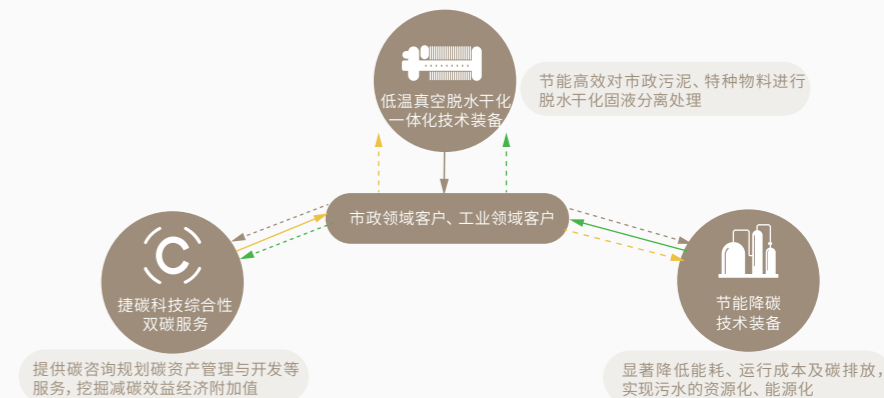 低温真空脱水干化
一体化技术装备
节能高效对市政污泥、特种物料进行
脱水干化固液分离处理
市政领域客户、工业领域客户
C
捷碳科技综合性
双碳服务
节能降碳
技术装备
提供碳咨询规划碳资产管理与开发等
服务，挖掘减碳效益经济附加值
显著降低能耗、运行成本及碳排放，
实现污水的资源化、能源化